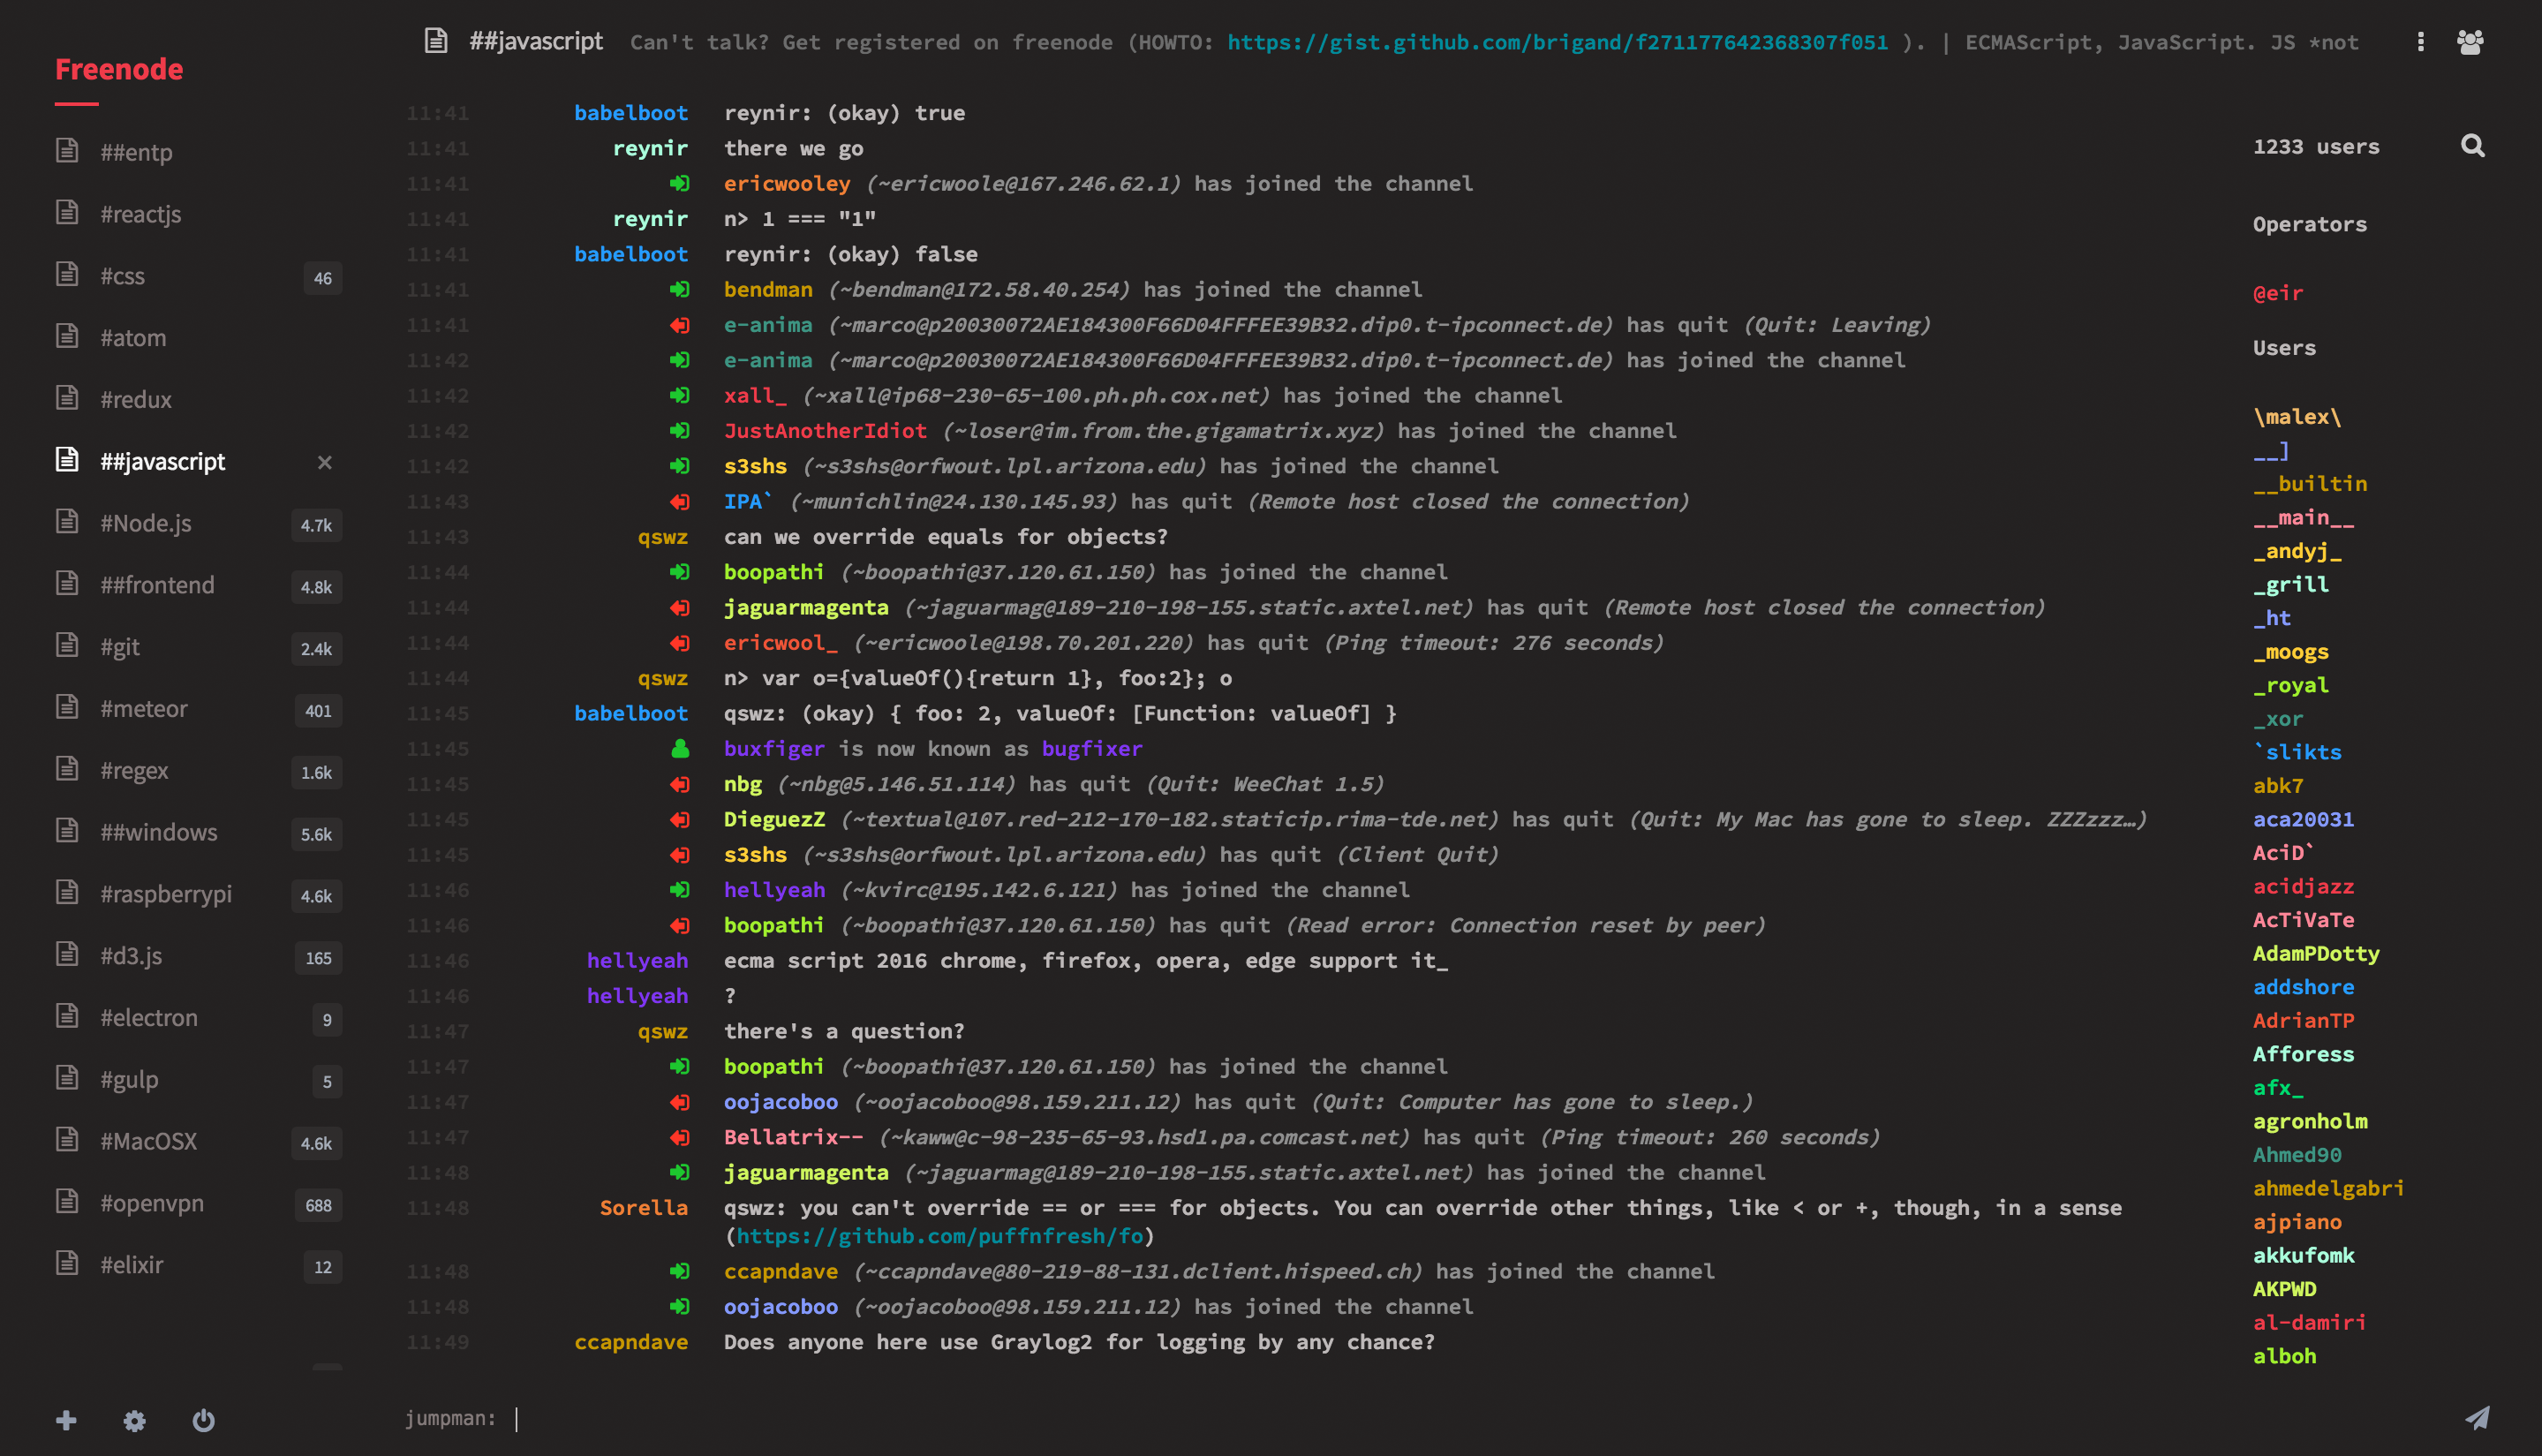 Freenode
##entp
#reactjs
#css 46
#atom
#redux
##javascript ×
#Node.js 4.7k
##frontend 4.8k
#git 2.4k
#meteor 401
#regex 1.6k
##windows 5.6k
#raspberrypi 4.6k
#d3.js 165
#electron 9
#gulp 5
#MacOSX 4.6k
#openvpn 688
#elixir 12
##javascript Can't talk? Get registered on freenode (HOWTO: https://gist.github.com/brigand/f271177642368307f051 ). | ECMAScript, JavaScript. JS *not
11:41 babelboot reynir: (okay) true
11:41 reynir there we go
11:41 ericwooley (~ericwoole@167.246.62.1) has joined the channel
11:41 reynir n> 1 === "1"
11:41 babelboot reynir: (okay) false
11:41 bendman (~bendman@172.58.40.254) has joined the channel
11:41 e-anima (~marco@p20030072AE184300F66D04FFFEE39B32.dip0.t-ipconnect.de) has quit (Quit: Leaving)
11:42 e-anima (~marco@p20030072AE184300F66D04FFFEE39B32.dip0.t-ipconnect.de) has joined the channel
11:42 xall_ (~xall@ip68-230-65-100.ph.ph.cox.net) has joined the channel
11:42 JustAnotherIdiot (~loser@im.from.the.gigamatrix.xyz) has joined the channel
11:42 s3shs (~s3shs@orfwout.lpl.arizona.edu) has joined the channel
11:43 IPA` (~munichlin@24.130.145.93) has quit (Remote host closed the connection)
11:43 qswz can we override equals for objects?
11:44 boopathi (~boopathi@37.120.61.150) has joined the channel
11:44 jaguarmagenta (~jaguarmag@189-210-198-155.static.axtel.net) has quit (Remote host closed the connection)
11:44 ericwool_ (~ericwoole@198.70.201.220) has quit (Ping timeout: 276 seconds)
11:44 qswz n> var o={valueOf(){return 1}, foo:2}; o
11:45 babelboot qswz: (okay) { foo: 2, valueOf: [Function: valueOf] }
11:45 buxfiger is now known as bugfixer
11:45 nbg (~nbg@5.146.51.114) has quit (Quit: WeeChat 1.5)
11:45 DieguezZ (~textual@107.red-212-170-182.staticip.rima-tde.net) has quit (Quit: My Mac has gone to sleep. ZZZzzz…)
11:45 s3shs (~s3shs@orfwout.lpl.arizona.edu) has quit (Client Quit)
11:46 hellyeah (~kvirc@195.142.6.121) has joined the channel
11:46 boopathi (~boopathi@37.120.61.150) has quit (Read error: Connection reset by peer)
11:46 hellyeah ecma script 2016 chrome, firefox, opera, edge support it_
11:46 hellyeah ?
11:47 qswz there's a question?
11:47 boopathi (~boopathi@37.120.61.150) has joined the channel
11:47 oojacoboo (~oojacoboo@98.159.211.12) has quit (Quit: Computer has gone to sleep.)
11:47 Bellatrix-- (~kaww@c-98-235-65-93.hsd1.pa.comcast.net) has quit (Ping timeout: 260 seconds)
11:48 jaguarmagenta (~jaguarmag@189-210-198-155.static.axtel.net) has joined the channel
11:48 Sorella qswz: you can't override == or === for objects. You can override other things, like < or +, though, in a sense
(https://github.com/puffnfresh/fo)
11:48 ccapndave (~ccapndave@80-219-88-131.dclient.hispeed.ch) has joined the channel
11:48 oojacoboo (~oojacoboo@98.159.211.12) has joined the channel
11:49 ccapndave Does anyone here use Graylog2 for logging by any chance?
jumpman:
1233 users
Operators
@eir
Users
\malex\
__]
__builtin
__main__
_andyj_
_grill
_ht
_moogs
_royal
_xor
`slikts
abk7
aca20031
AciD`
acidjazz
AcTiVaTe
AdamPDotty
addshore
AdrianTP
Afforess
afx_
agronholm
Ahmed90
ahmedelgabri
ajpiano
akkufomk
AKPWD
al-damiri
alboh